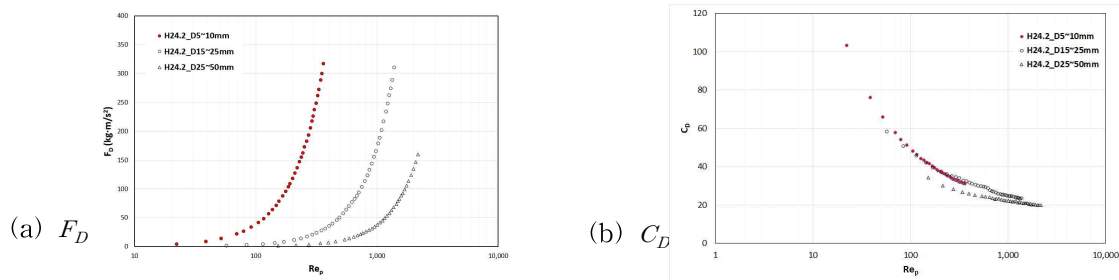 400
350
300
250
200
150
100
50
0
F_D (kg·m/s²)
H24.2_D5~10mm
H24.2_D15~25mm
H24.2_D25~50mm
10 100 1,000 10,000
Re_p
(a) F_D
120
100
80
60
40
20
0
C_D
H24.2_D5~10mm
H24.2_D15~25mm
H24.2_D25~50mm
1 10 100 1,000 10,000
Re_p
(b) C_D